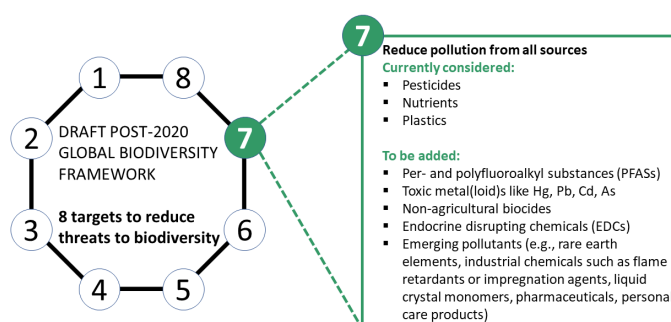 1
8
2
7
3
6
4
5
DRAFT POST-2020
GLOBAL BIODIVERSITY
FRAMEWORK
8 targets to reduce
threats to biodiversity
7
Reduce pollution from all sources
Currently considered:
▪ Pesticides
▪ Nutrients
▪ Plastics
To be added:
▪ Per- and polyfluoroalkyl substances (PFASs)
▪ Toxic metal(loid)s like Hg, Pb, Cd, As
▪ Non-agricultural biocides
▪ Endocrine disrupting chemicals (EDCs)
▪ Emerging pollutants (e.g., rare earth
elements, industrial chemicals such as flame
retardants or impregnation agents, liquid
crystal monomers, pharmaceuticals, persona
care products)